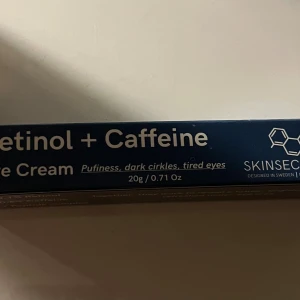 etinol + Caffeine
e Cream Pufiness, dark cirkles, tired eyes
20g / 0.71 Oz
SKINSEC
DESIGNED IN SWEDEN